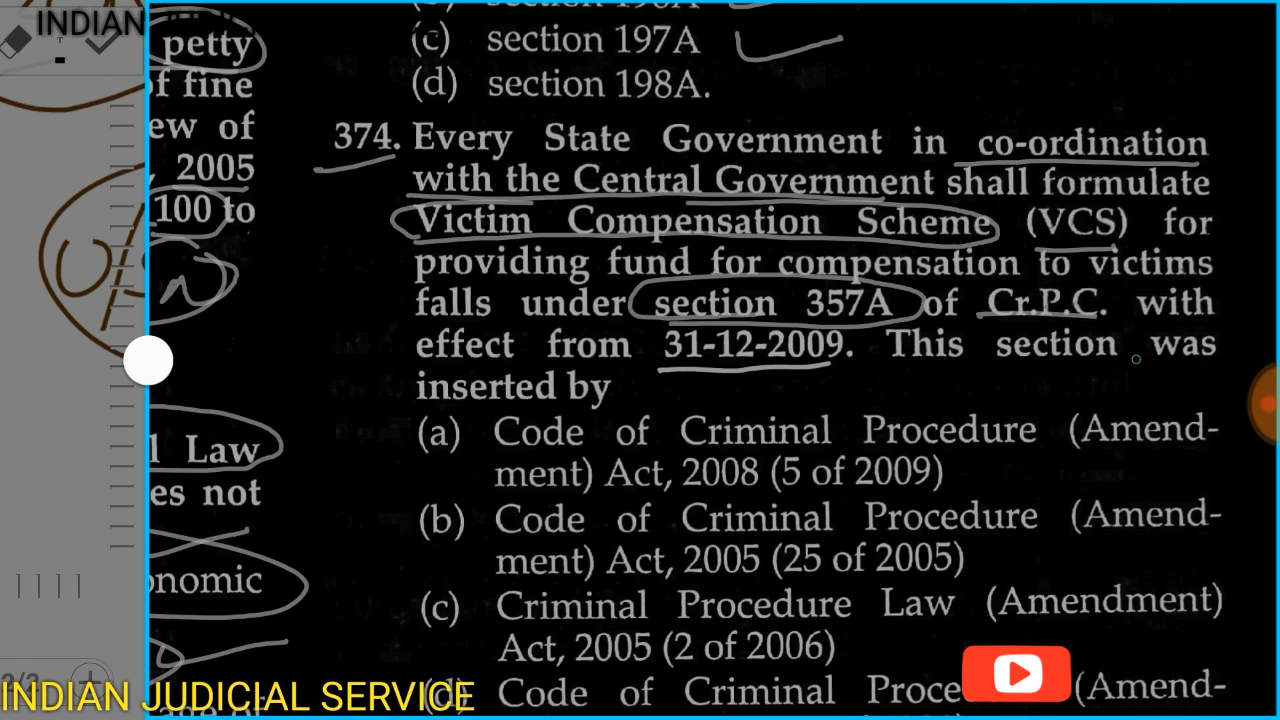 INDIAN
petty
of fine
ew of
, 2005
100 to
l Law
es not
onomic
(c) section 197A
(d) section 198A.
374. Every State Government in co-ordination
with the Central Government shall formulate
Victim Compensation Scheme (VCS) for
providing fund for compensation to victims
falls under section 357A of Cr.P.C. with
effect from 31-12-2009. This section was
inserted by
(a) Code of Criminal Procedure (Amend-
ment) Act, 2008 (5 of 2009)
(b) Code of Criminal Procedure (Amend-
ment) Act, 2005 (25 of 2005)
(c) Criminal Procedure Law (Amendment)
Act, 2005 (2 of 2006)
(d) Code of Criminal Proce (Amend-
INDIAN JUDICIAL SERVICE